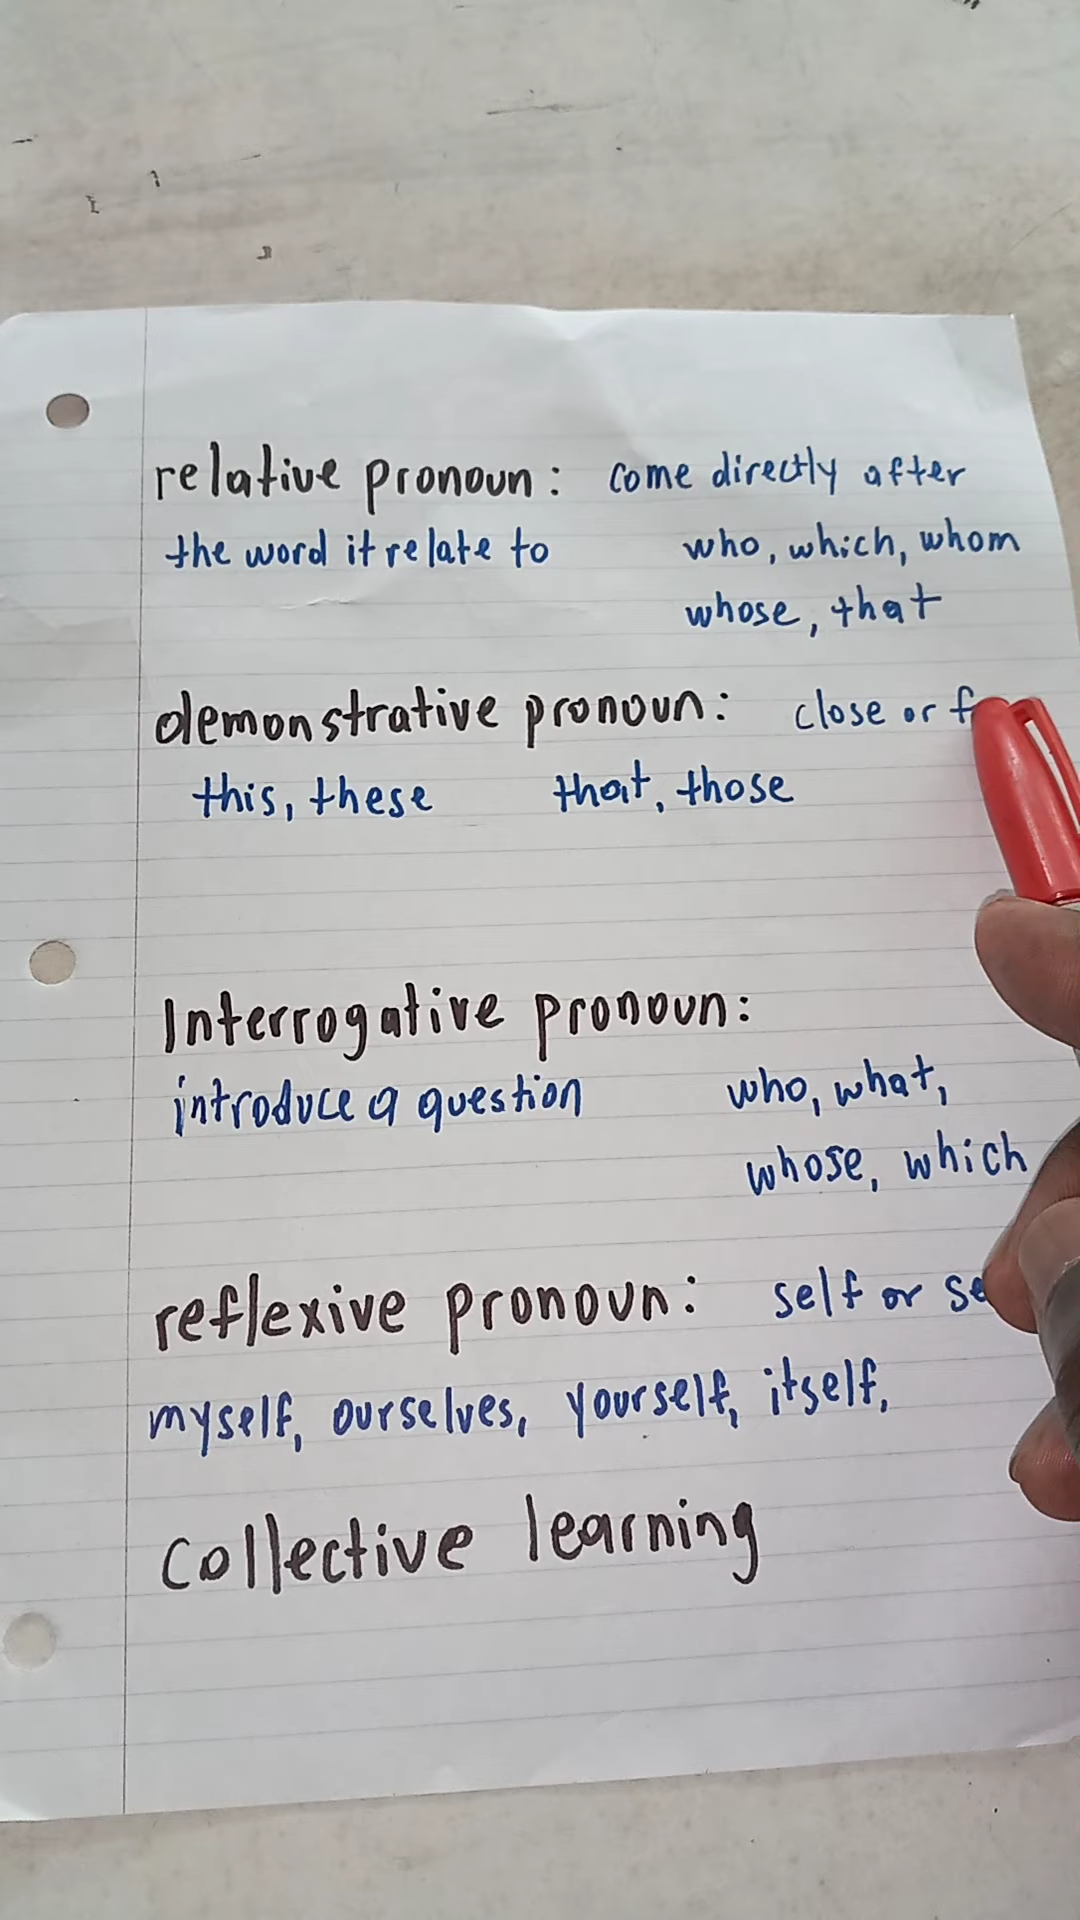 relative pronoun: come directly after
the word it relate to who, which, whom
whose, that
demonstrative pronoun: close or
this, these that, those
Interrogative pronoun:
introduce a question who, what,
whose, which
reflexive pronoun: self or
myself, ourselves, yourself, itself,
collective learning